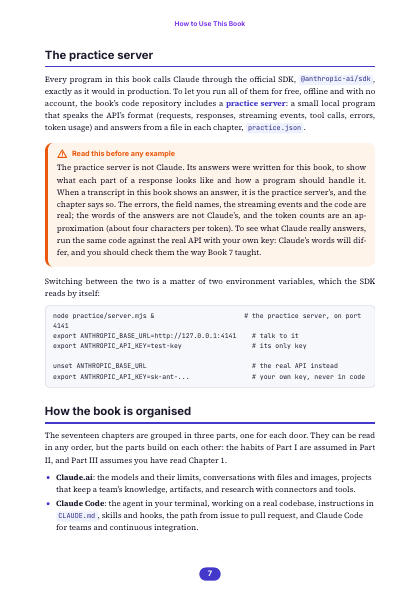 How to Use This Book
The practice server
Every program in this book calls Claude through the official SDK, @anthropic-ai/sdk,
exactly as it would in production. To let you run all of them for free, offline and with no
account, the book's code repository includes a practice server: a small local program
that speaks the API's format (requests, responses, streaming events, tool calls, errors,
token usage) and answers from a file in each chapter, practice.json.
Read this before any example
The practice server is not Claude. Its answers were written for this book, to show
what each part of a response looks like and how a program should handle it.
When a transcript in this book shows an answer, it is the practice server's, and the
chapter says so. The errors, the field names, the streaming events and the code are
real; the words of the answers are not Claude's, and the token counts are an ap-
proximation (about four characters per token). To see what Claude really answers,
run the same code against the real API with your own key: Claude's words will dif-
fer, and you should check them the way Book 7 taught.
Switching between the two is a matter of two environment variables, which the SDK
reads by itself:
node practice/server.mjs & # the practice server, on port
4141
export ANTHROPIC_BASE_URL=http://127.0.0.1:4141 # talk to it
export ANTHROPIC_API_KEY=test-key # its only key
unset ANTHROPIC_BASE_URL # the real API instead
export ANTHROPIC_API_KEY=sk-ant-... # your own key, never in code
How the book is organised
The seventeen chapters are grouped in three parts, one for each door. They can be read
in any order, but the parts build on each other: the habits of Part I are assumed in Part
II, and Part III assumes you have read Chapter 1.
• Claude.ai: the models and their limits, conversations with files and images, projects
that keep a team's knowledge, artifacts, and research with connectors and tools.
• Claude Code: the agent in your terminal, working on a real codebase, instructions in
CLAUDE.md, skills and hooks, the path from issue to pull request, and Claude Code
for teams and continuous integration.
7